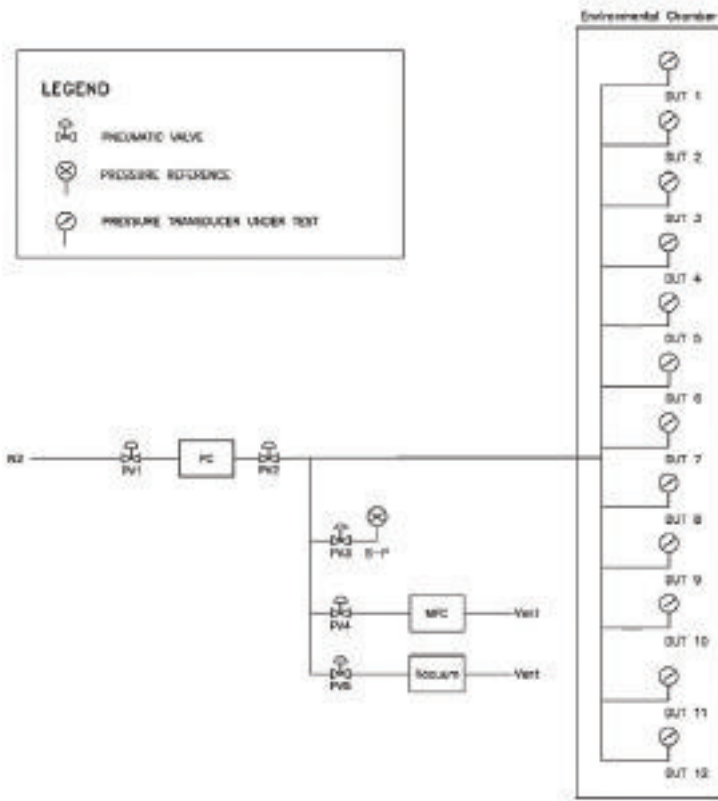 Environmental Chamber
LEGEND
PNEUMATIC VALVE
PRESSURE REFERENCE
PRESSURE TRANSDUCER UNDER TEST
DUT 1
DUT 2
DUT 3
DUT 4
DUT 5
DUT 6
DUT 7
DUT 8
DUT 9
DUT 10
DUT 11
DUT 12
N2
PV1
PV2
PV3
PV4
MFC
Vent
PV5
Vacuum
Vent